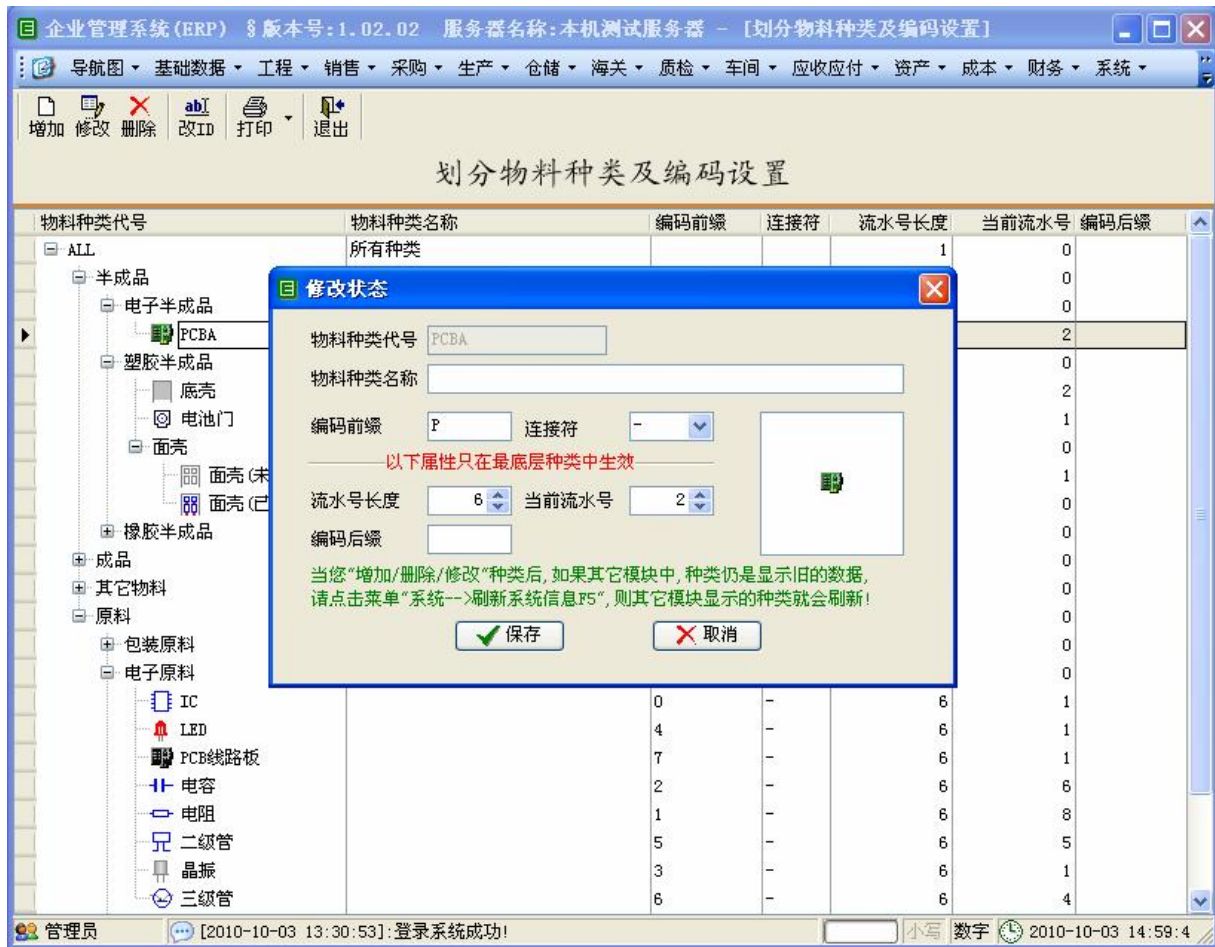 企业管理系统(ERP) §版本号:1.02.02 服务器名称:本机测试服务器 - [划分物料种类及编码设置]
导航图 基础数据 工程 销售 采购 生产 仓储 海关 质检 车间 应收应付 资产 成本 财务 系统
增加 修改 删除 改ID 打印 退出
划分物料种类及编码设置
物料种类代号 物料种类名称 编码前缀 连接符 流水号长度 当前流水号 编码后缀
ALL 所有种类 1 0
半成品 0
电子半成品 0
PCBA 2
塑胶半成品 0
底壳 2
电池门 1
面壳 0
面壳(未 1
面壳(已 0
橡胶半成品 0
成品 0
其它物料 0
原料 0
包装原料 0
电子原料 0
IC 0 - 6 1
LED 4 - 6 1
PCB线路板 7 - 6 1
电容 2 - 6 6
电阻 1 - 6 8
二级管 5 - 6 5
晶振 3 - 6 1
三级管 6 - 6 4
修改状态
物料种类代号 PCBA
物料种类名称
编码前缀 P 连接符 -
以下属性只在最底层种类中生效
流水号长度 6 当前流水号 2
编码后缀
当您"增加/删除/修改"种类后,如果其它模块中,种类仍是显示旧的数据,
请点击菜单"系统-->刷新系统信息F5",则其它模块显示的种类就会刷新!
保存 取消
管理员 [2010-10-03 13:30:53]:登录系统成功! 小写 数字 2010-10-03 14:59:4